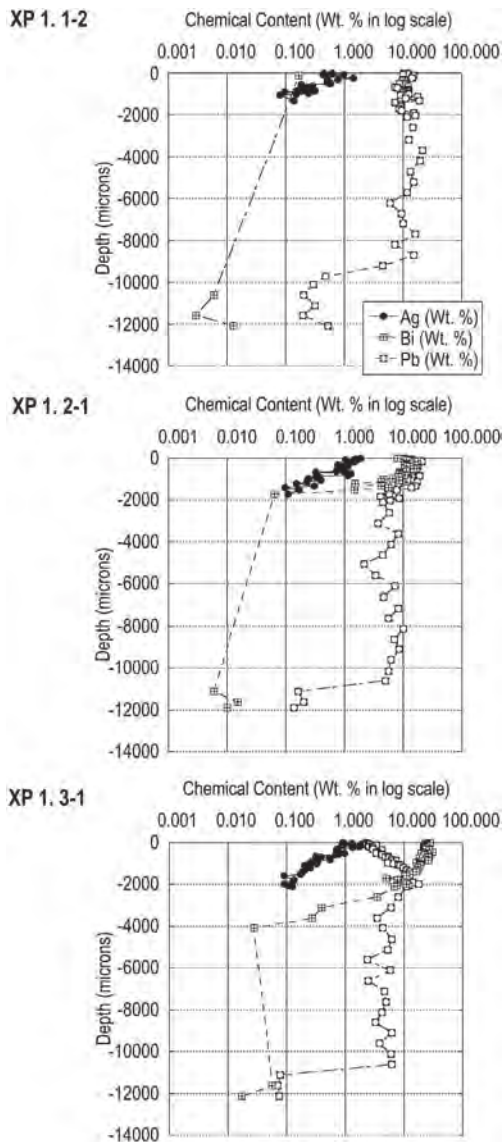 XP 1. 1-2
Chemical Content (Wt. % in log scale)
0.001 0.010 0.100 1.000 10.000 100.000
0
-2000
-4000
-6000
-8000
-10000
-12000
-14000
Depth (microns)
Ag (Wt. %)
Bi (Wt. %)
Pb (Wt. %)
XP 1. 2-1
Chemical Content (Wt. % in log scale)
0.001 0.010 0.100 1.000 10.000 100.000
0
-2000
-4000
-6000
-8000
-10000
-12000
-14000
Depth (microns)
XP 1. 3-1
Chemical Content (Wt. % in log scale)
0.001 0.010 0.100 1.000 10.000 100.000
0
-2000
-4000
-6000
-8000
-10000
-12000
-14000
Depth (microns)